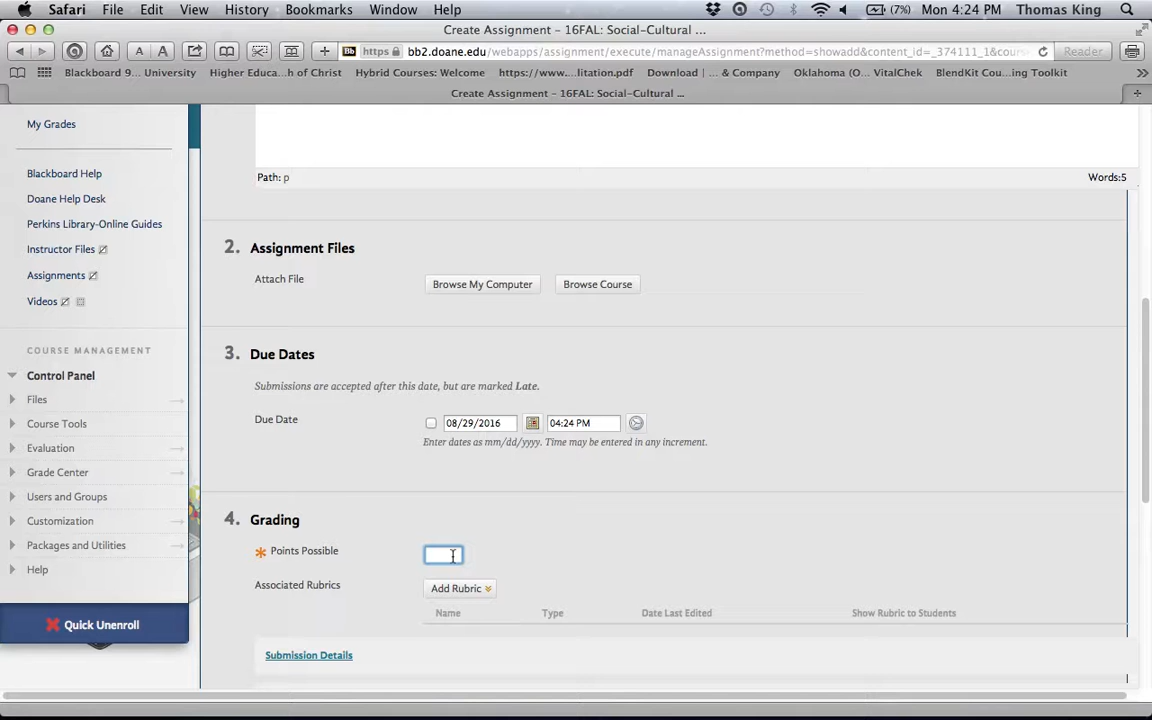 Safari File Edit View History Bookmarks Window Help (7%) Mon 4:24 PM Thomas King
Create Assignment – 16FAL: Social-Cultural ...
A A Bb https bb2.doane.edu/webapps/assignment/execute/manageAssignment?method=showadd&content_id=_374111_1&cours Reader
Blackboard 9... University Higher Educa...h of Christ Hybrid Courses: Welcome https://www....litation.pdf Download | ... & Company Oklahoma (O... VitalChek BlendKit Cou...ing Toolkit
Create Assignment – 16FAL: Social-Cultural ...
My Grades
Blackboard Help
Doane Help Desk
Perkins Library-Online Guides
Instructor Files
Assignments
Videos
COURSE MANAGEMENT
Control Panel
Files
Course Tools
Evaluation
Grade Center
Users and Groups
Customization
Packages and Utilities
Help
Quick Unenroll
Path: p Words:5
2. Assignment Files
Attach File Browse My Computer Browse Course
3. Due Dates
Submissions are accepted after this date, but are marked Late.
Due Date 08/29/2016 04:24 PM
Enter dates as mm/dd/yyyy. Time may be entered in any increment.
4. Grading
Points Possible
Associated Rubrics Add Rubric
Name Type Date Last Edited Show Rubric to Students
Submission Details